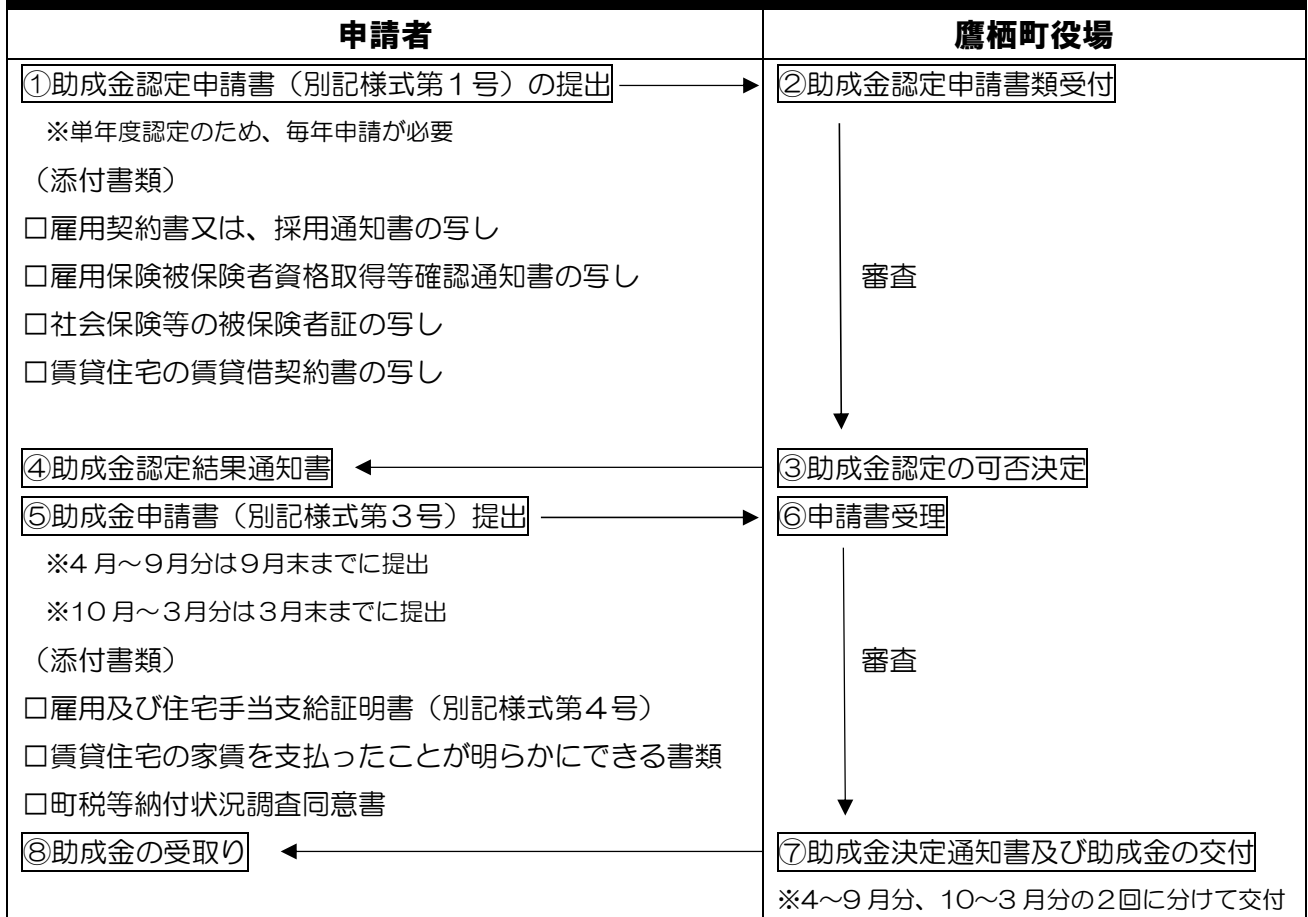 申請者
鷹栖町役場
①助成金認定申請書(別記様式第1号)の提出
②助成金認定申請書類受付
※単年度認定のため、毎年申請が必要
(添付書類)
□雇用契約書又は、採用通知書の写し
□雇用保険被保険者資格取得等確認通知書の写し
審査
□社会保険等の被保険者証の写し
□賃貸住宅の賃貸借契約書の写し
④助成金認定結果通知書
③助成金認定の可否決定
⑤助成金申請書(別記様式第3号)提出
⑥申請書受理
※4月~9月分は9月末までに提出
※10月~3月分は3月末までに提出
(添付書類)
審査
□雇用及び住宅手当支給証明書(別記様式第4号)
□賃貸住宅の家賃を支払ったことが明らかにできる書類
□町税等納付状況調査同意書
⑧助成金の受取り
⑦助成金決定通知書及び助成金の交付
※4~9月分、10~3月分の2回に分けて交付